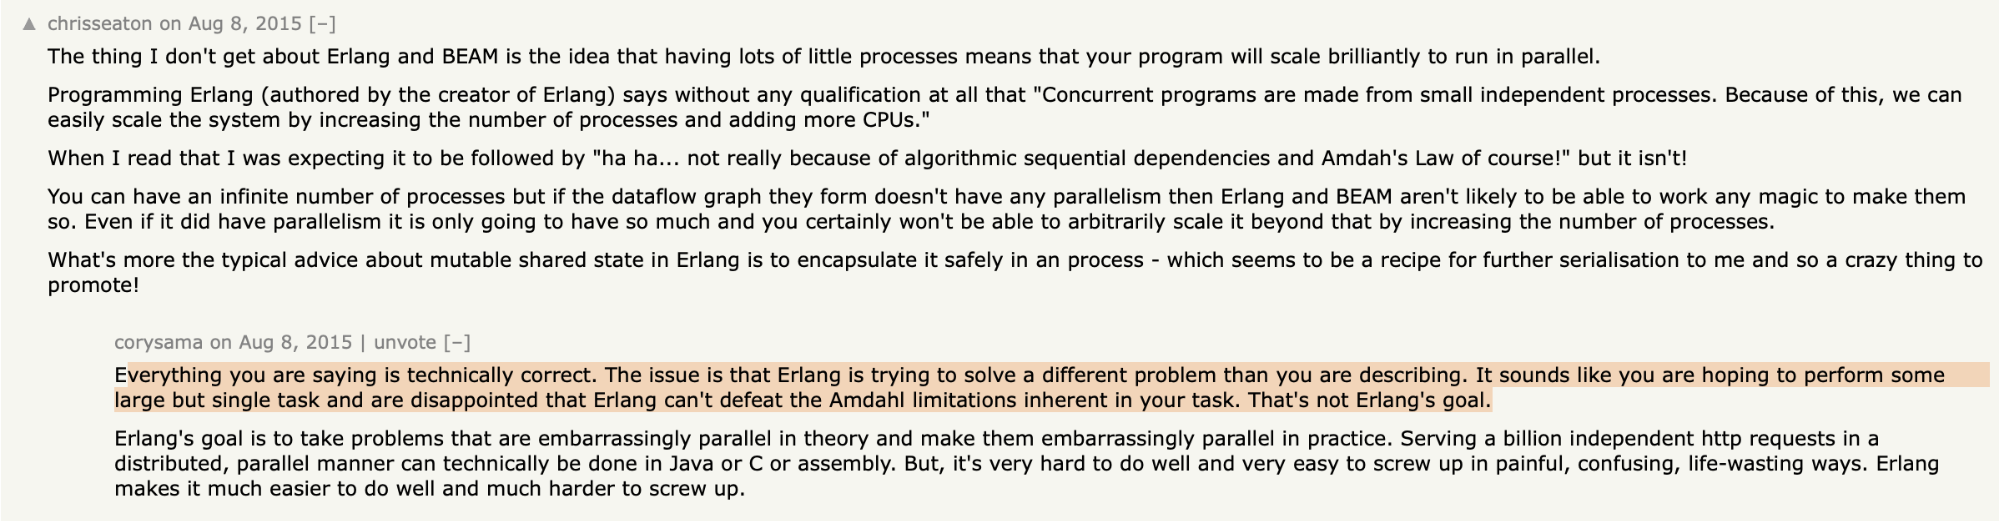 ▲ chrisseaton on Aug 8, 2015 [–]
The thing I don't get about Erlang and BEAM is the idea that having lots of little processes means that your program will scale brilliantly to run in parallel.
Programming Erlang (authored by the creator of Erlang) says without any qualification at all that "Concurrent programs are made from small independent processes. Because of this, we can
easily scale the system by increasing the number of processes and adding more CPUs."
When I read that I was expecting it to be followed by "ha ha... not really because of algorithmic sequential dependencies and Amdah's Law of course!" but it isn't!
You can have an infinite number of processes but if the dataflow graph they form doesn't have any parallelism then Erlang and BEAM aren't likely to be able to work any magic to make them
so. Even if it did have parallelism it is only going to have so much and you certainly won't be able to arbitrarily scale it beyond that by increasing the number of processes.
What's more the typical advice about mutable shared state in Erlang is to encapsulate it safely in an process - which seems to be a recipe for further serialisation to me and so a crazy thing to
promote!
corysama on Aug 8, 2015 | unvote [–]
Everything you are saying is technically correct. The issue is that Erlang is trying to solve a different problem than you are describing. It sounds like you are hoping to perform some
large but single task and are disappointed that Erlang can't defeat the Amdahl limitations inherent in your task. That's not Erlang's goal.
Erlang's goal is to take problems that are embarrassingly parallel in theory and make them embarrassingly parallel in practice. Serving a billion independent http requests in a
distributed, parallel manner can technically be done in Java or C or assembly. But, it's very hard to do well and very easy to screw up in painful, confusing, life-wasting ways. Erlang
makes it much easier to do well and much harder to screw up.